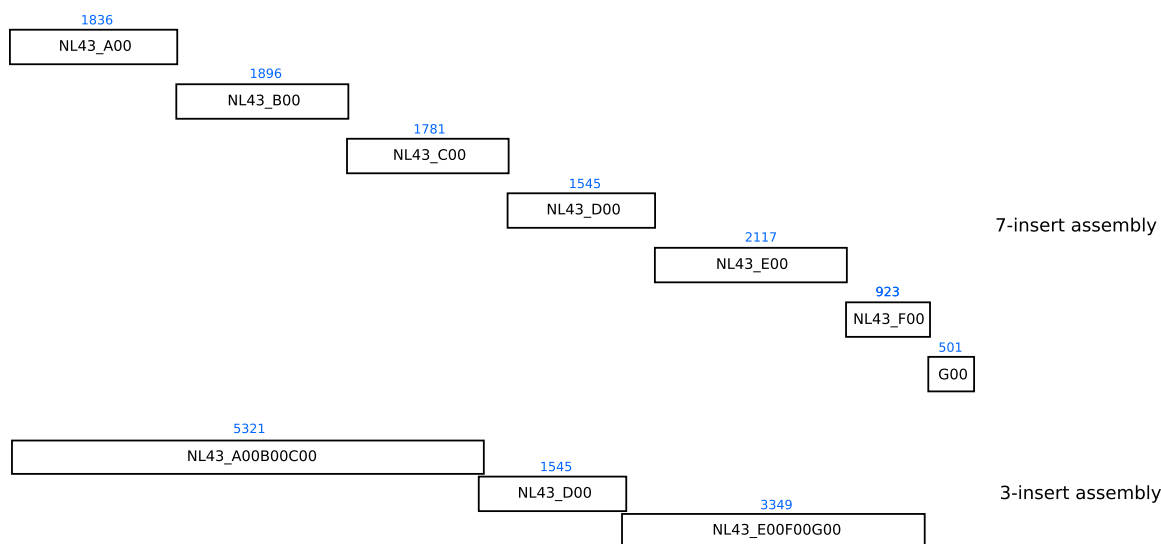 1836
NL43_A00
1896
NL43_B00
1781
NL43_C00
1545
NL43_D00
7-insert assembly
2117
NL43_E00
923
NL43_F00
501
G00
5321
NL43_A00B00C00
1545
NL43_D00
3-insert assembly
3349
NL43_E00F00G00